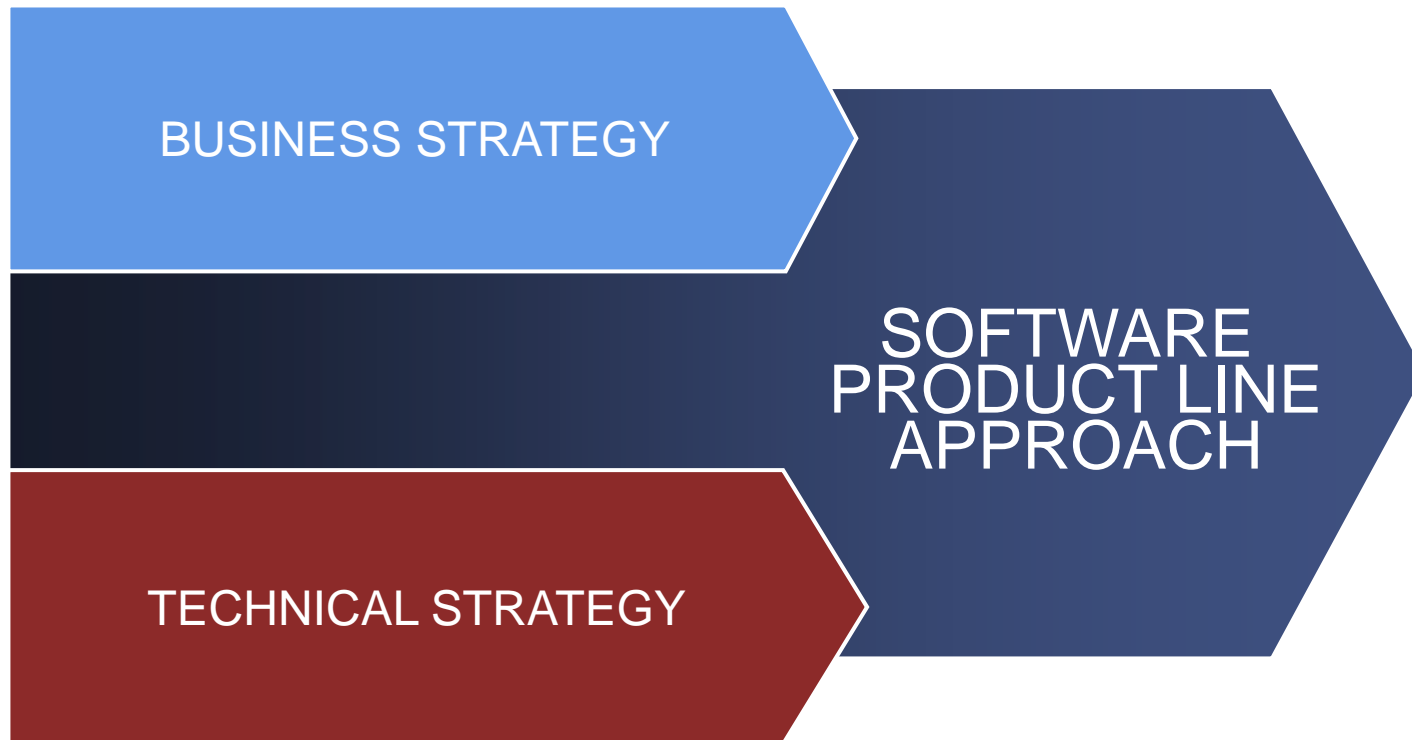 BUSINESS STRATEGY
SOFTWARE
PRODUCT LINE
APPROACH
TECHNICAL STRATEGY